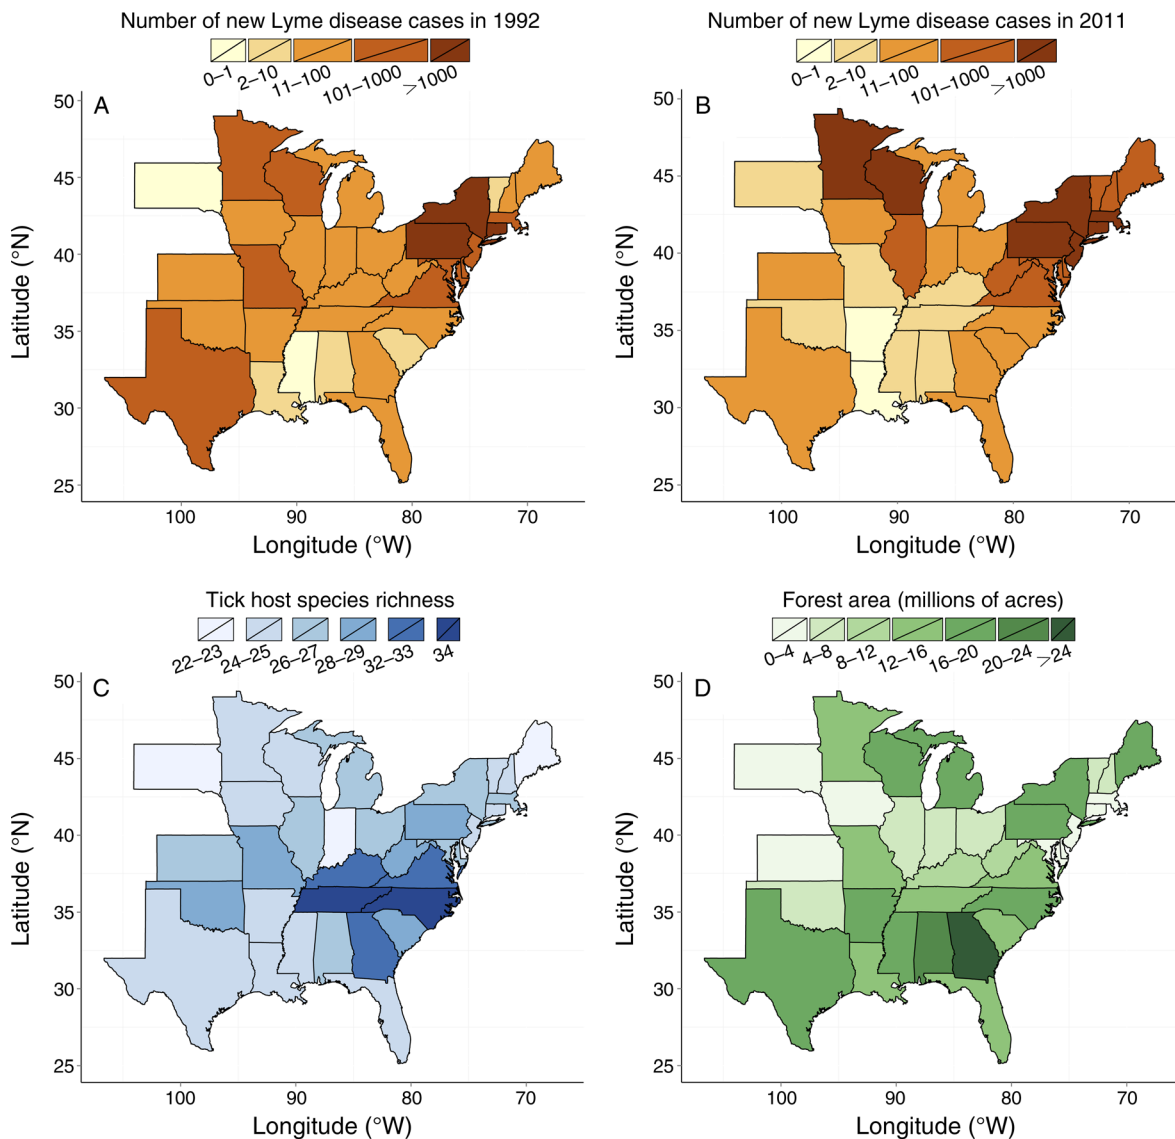 Number of new Lyme disease cases in 1992
0–1 2–10 11–100 101–1000 >1000
A
50
45
40
35
30
25
Latitude (°N)
100 90 80 70
Longitude (°W)
Number of new Lyme disease cases in 2011
0–1 2–10 11–100 101–1000 >1000
B
50
45
40
35
30
25
Latitude (°N)
100 90 80 70
Longitude (°W)
Tick host species richness
22–23 24–25 26–27 28–29 32–33 34
C
50
45
40
35
30
25
Latitude (°N)
100 90 80 70
Longitude (°W)
Forest area (millions of acres)
0–4 4–8 8–12 12–16 16–20 20–24 >24
D
50
45
40
35
30
25
Latitude (°N)
100 90 80 70
Longitude (°W)